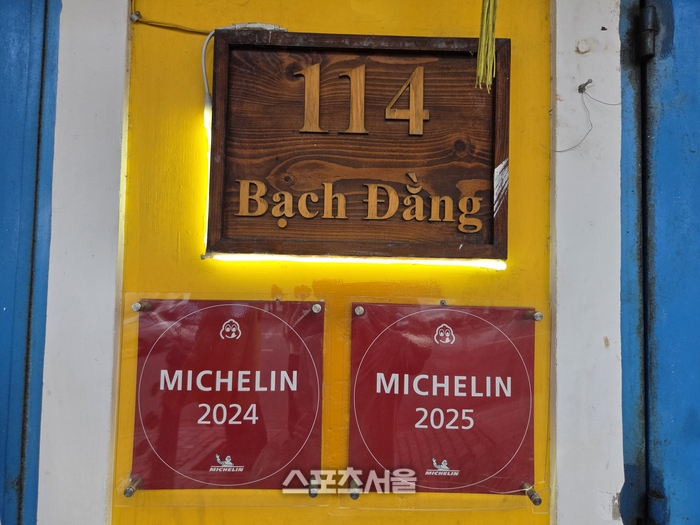 114
Bạch Đằng
MICHELIN
2024
MICHELIN
MICHELIN
2025
MICHELIN
스포츠서울